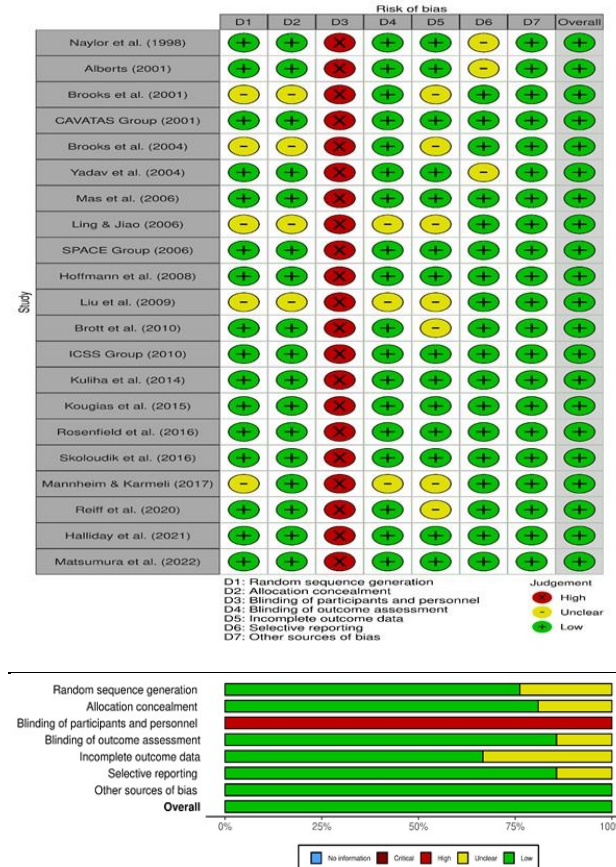 Risk of bias
D1 D2 D3 D4 D5 D6 D7 Overall
Study
Naylor et al. (1998)
Alberts (2001)
Brooks et al. (2001)
CAVATAS Group (2001)
Brooks et al. (2004)
Yadav et al. (2004)
Mas et al. (2006)
Ling & Jiao (2006)
SPACE Group (2006)
Hoffmann et al. (2008)
Liu et al. (2009)
Brott et al. (2010)
ICSS Group (2010)
Kuliha et al. (2014)
Kougias et al. (2015)
Rosenfield et al. (2016)
Skoloudik et al. (2016)
Mannheim & Karmeli (2017)
Reiff et al. (2020)
Halliday et al. (2021)
Matsumura et al. (2022)
D1: Random sequence generation
D2: Allocation concealment
D3: Blinding of participants and personnel
D4: Blinding of outcome assessment
D5: Incomplete outcome data
D6: Selective reporting
D7: Other sources of bias
Judgement
High
Unclear
Low
Random sequence generation
Allocation concealment
Blinding of participants and personnel
Blinding of outcome assessment
Incomplete outcome data
Selective reporting
Other sources of bias
Overall
0% 25% 50% 75% 100
No information Critical High Unclear Low